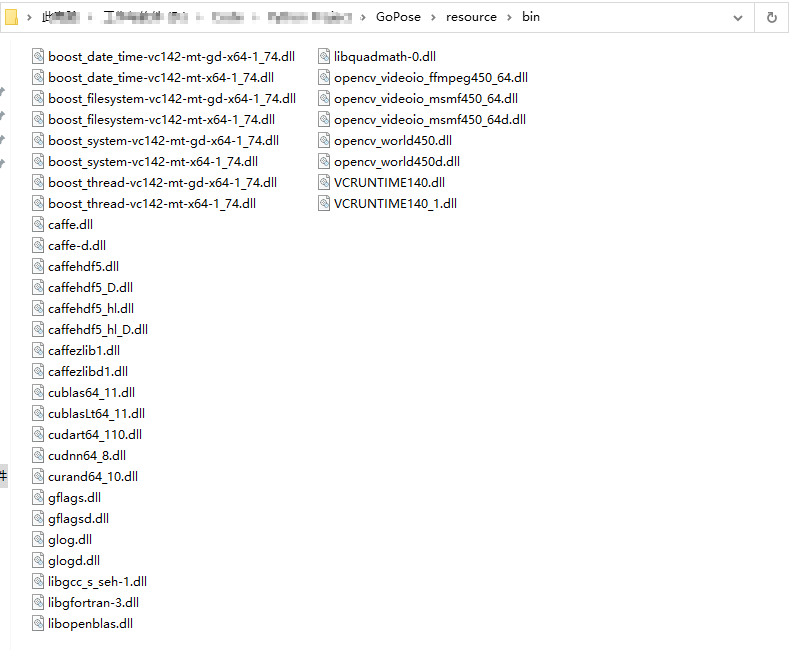 GoPose > resource > bin
boost_date_time-vc142-mt-gd-x64-1_74.dll
boost_date_time-vc142-mt-x64-1_74.dll
boost_filesystem-vc142-mt-gd-x64-1_74.dll
boost_filesystem-vc142-mt-x64-1_74.dll
boost_system-vc142-mt-gd-x64-1_74.dll
boost_system-vc142-mt-x64-1_74.dll
boost_thread-vc142-mt-gd-x64-1_74.dll
boost_thread-vc142-mt-x64-1_74.dll
caffe.dll
caffe-d.dll
caffehdf5.dll
caffehdf5_D.dll
caffehdf5_hl.dll
caffehdf5_hl_D.dll
caffezlib1.dll
caffezlibd1.dll
cublas64_11.dll
cublasLt64_11.dll
cudart64_110.dll
cudnn64_8.dll
curand64_10.dll
gflags.dll
gflagsd.dll
glog.dll
glogd.dll
libgcc_s_seh-1.dll
libgfortran-3.dll
libopenblas.dll
libquadmath-0.dll
opencv_videoio_ffmpeg450_64.dll
opencv_videoio_msmf450_64.dll
opencv_videoio_msmf450_64d.dll
opencv_world450.dll
opencv_world450d.dll
VCRUNTIME140.dll
VCRUNTIME140_1.dll